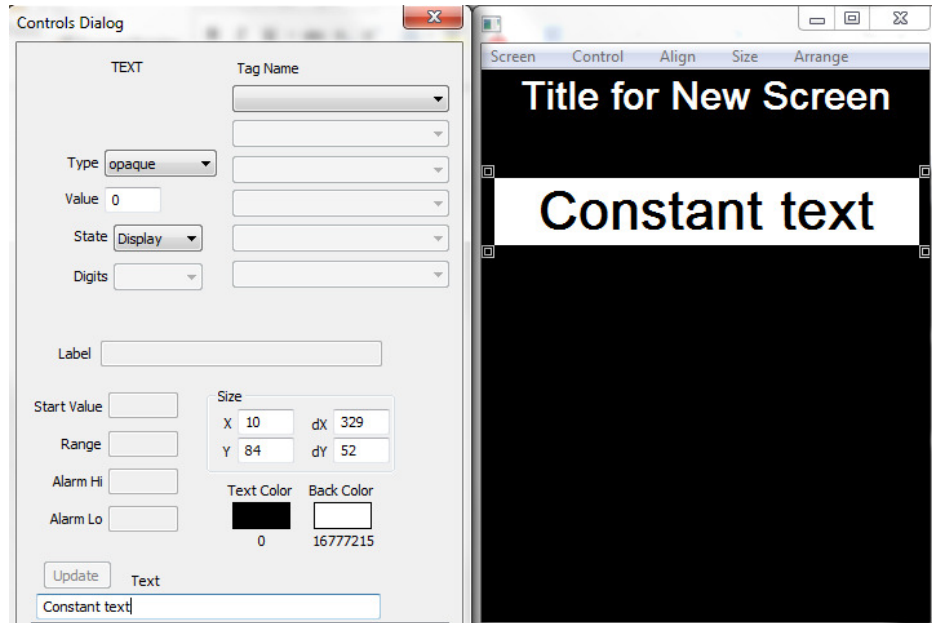 Controls Dialog
TEXT
Tag Name
Type opaque
Value 0
State Display
Digits
Label
Start Value
Range
Alarm Hi
Alarm Lo
Size
X 10 dX 329
Y 84 dY 52
Text Color Back Color
0 16777215
Update Text
Constant text
Screen Control Align Size Arrange
Title for New Screen
Constant text